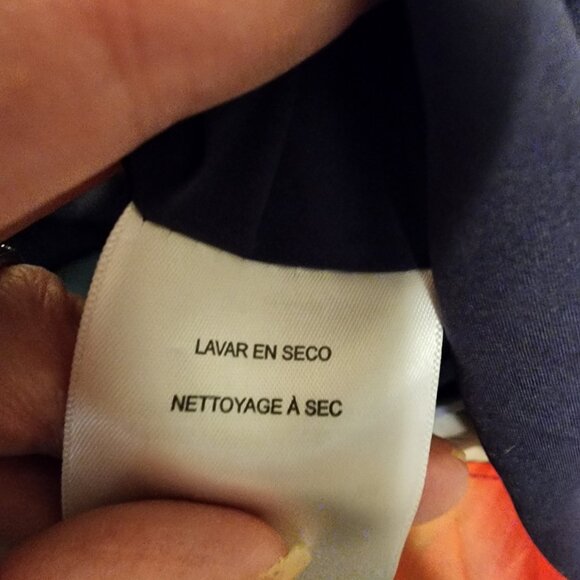 LAVAR EN SECO
NETTOYAGE À SEC